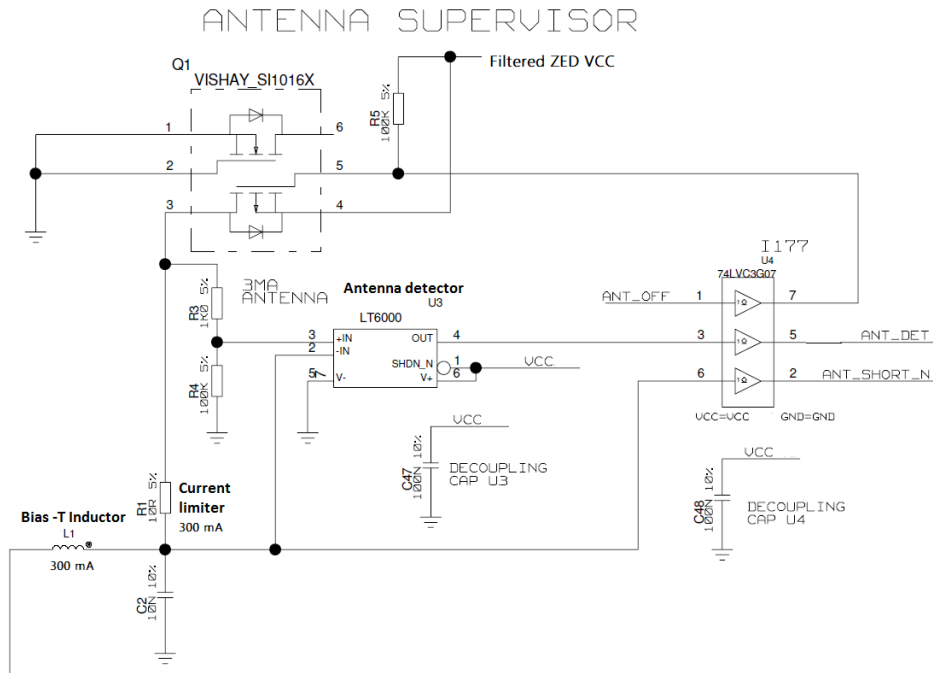 ANTENNA SUPERVISOR
Q1
VISHAY_SI1016X
Filtered ZED VCC
R5
100K 5%
1
6
2
5
3
4
I177
U4
74LVC3G07
3MA
ANTENNA
Antenna detector
U3
LT6000
R3
1K0 5%
ANT_OFF
1
1Ω
7
3
+IN
OUT
4
3
1Ω
5
ANT_DET
2
-IN
SHDN_N
1
VCC
6
1Ω
2
ANT_SHORT_N
5
7
V-
V+
6
R4
100K 5%
VCC=VCC
GND=GND
VCC
C47
100N 10%
DECOUPLING
CAP U3
VCC
C48
100N 10%
DECOUPLING
CAP U4
R1
10R 5%
Current
limiter
300 mA
Bias -T Inductor
L1
300 mA
C2
10N 10%